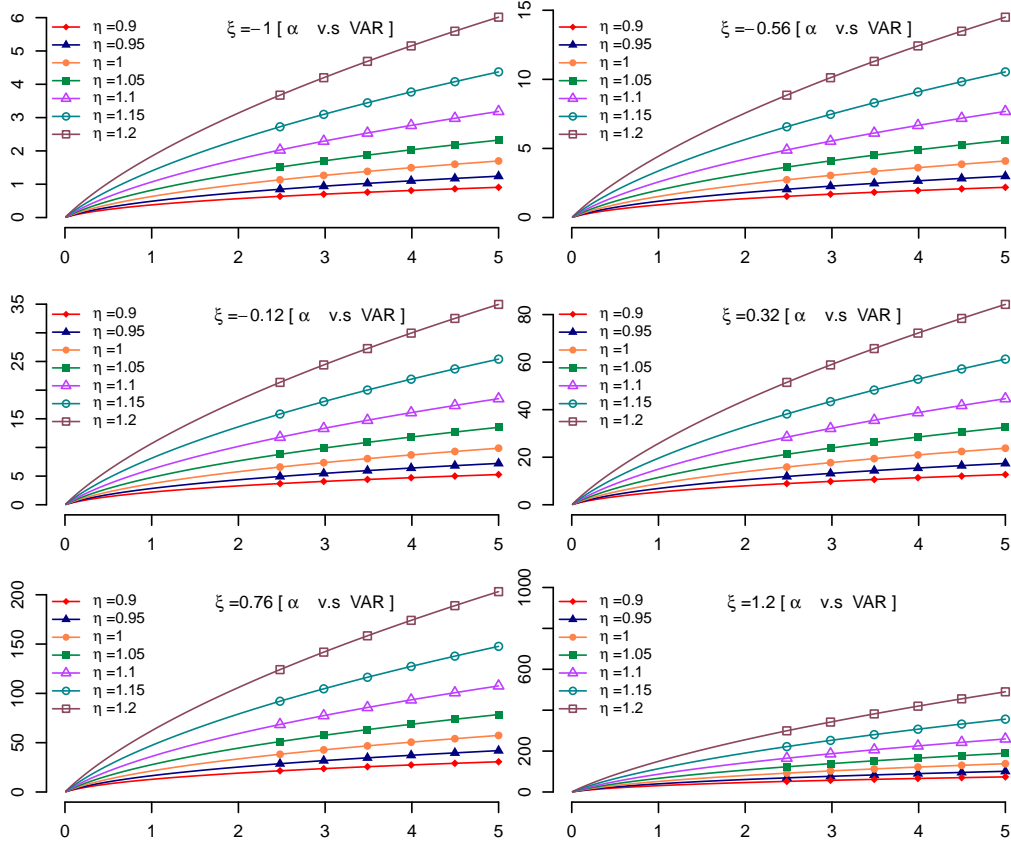 ξ =−1 [ α v.s VAR ]
η =0.9
η =0.95
η =1
η =1.05
η =1.1
η =1.15
η =1.2
0 1 2 3 4 5 6
0 1 2 3 4 5
ξ =−0.56 [ α v.s VAR ]
η =0.9
η =0.95
η =1
η =1.05
η =1.1
η =1.15
η =1.2
0 5 10 15
0 1 2 3 4 5
ξ =−0.12 [ α v.s VAR ]
η =0.9
η =0.95
η =1
η =1.05
η =1.1
η =1.15
η =1.2
0 5 15 25 35
0 1 2 3 4 5
ξ =0.32 [ α v.s VAR ]
η =0.9
η =0.95
η =1
η =1.05
η =1.1
η =1.15
η =1.2
0 20 40 60 80
0 1 2 3 4 5
ξ =0.76 [ α v.s VAR ]
η =0.9
η =0.95
η =1
η =1.05
η =1.1
η =1.15
η =1.2
0 50 100 150 200
0 1 2 3 4 5
ξ =1.2 [ α v.s VAR ]
η =0.9
η =0.95
η =1
η =1.05
η =1.1
η =1.15
η =1.2
0 200 600 1000
0 1 2 3 4 5